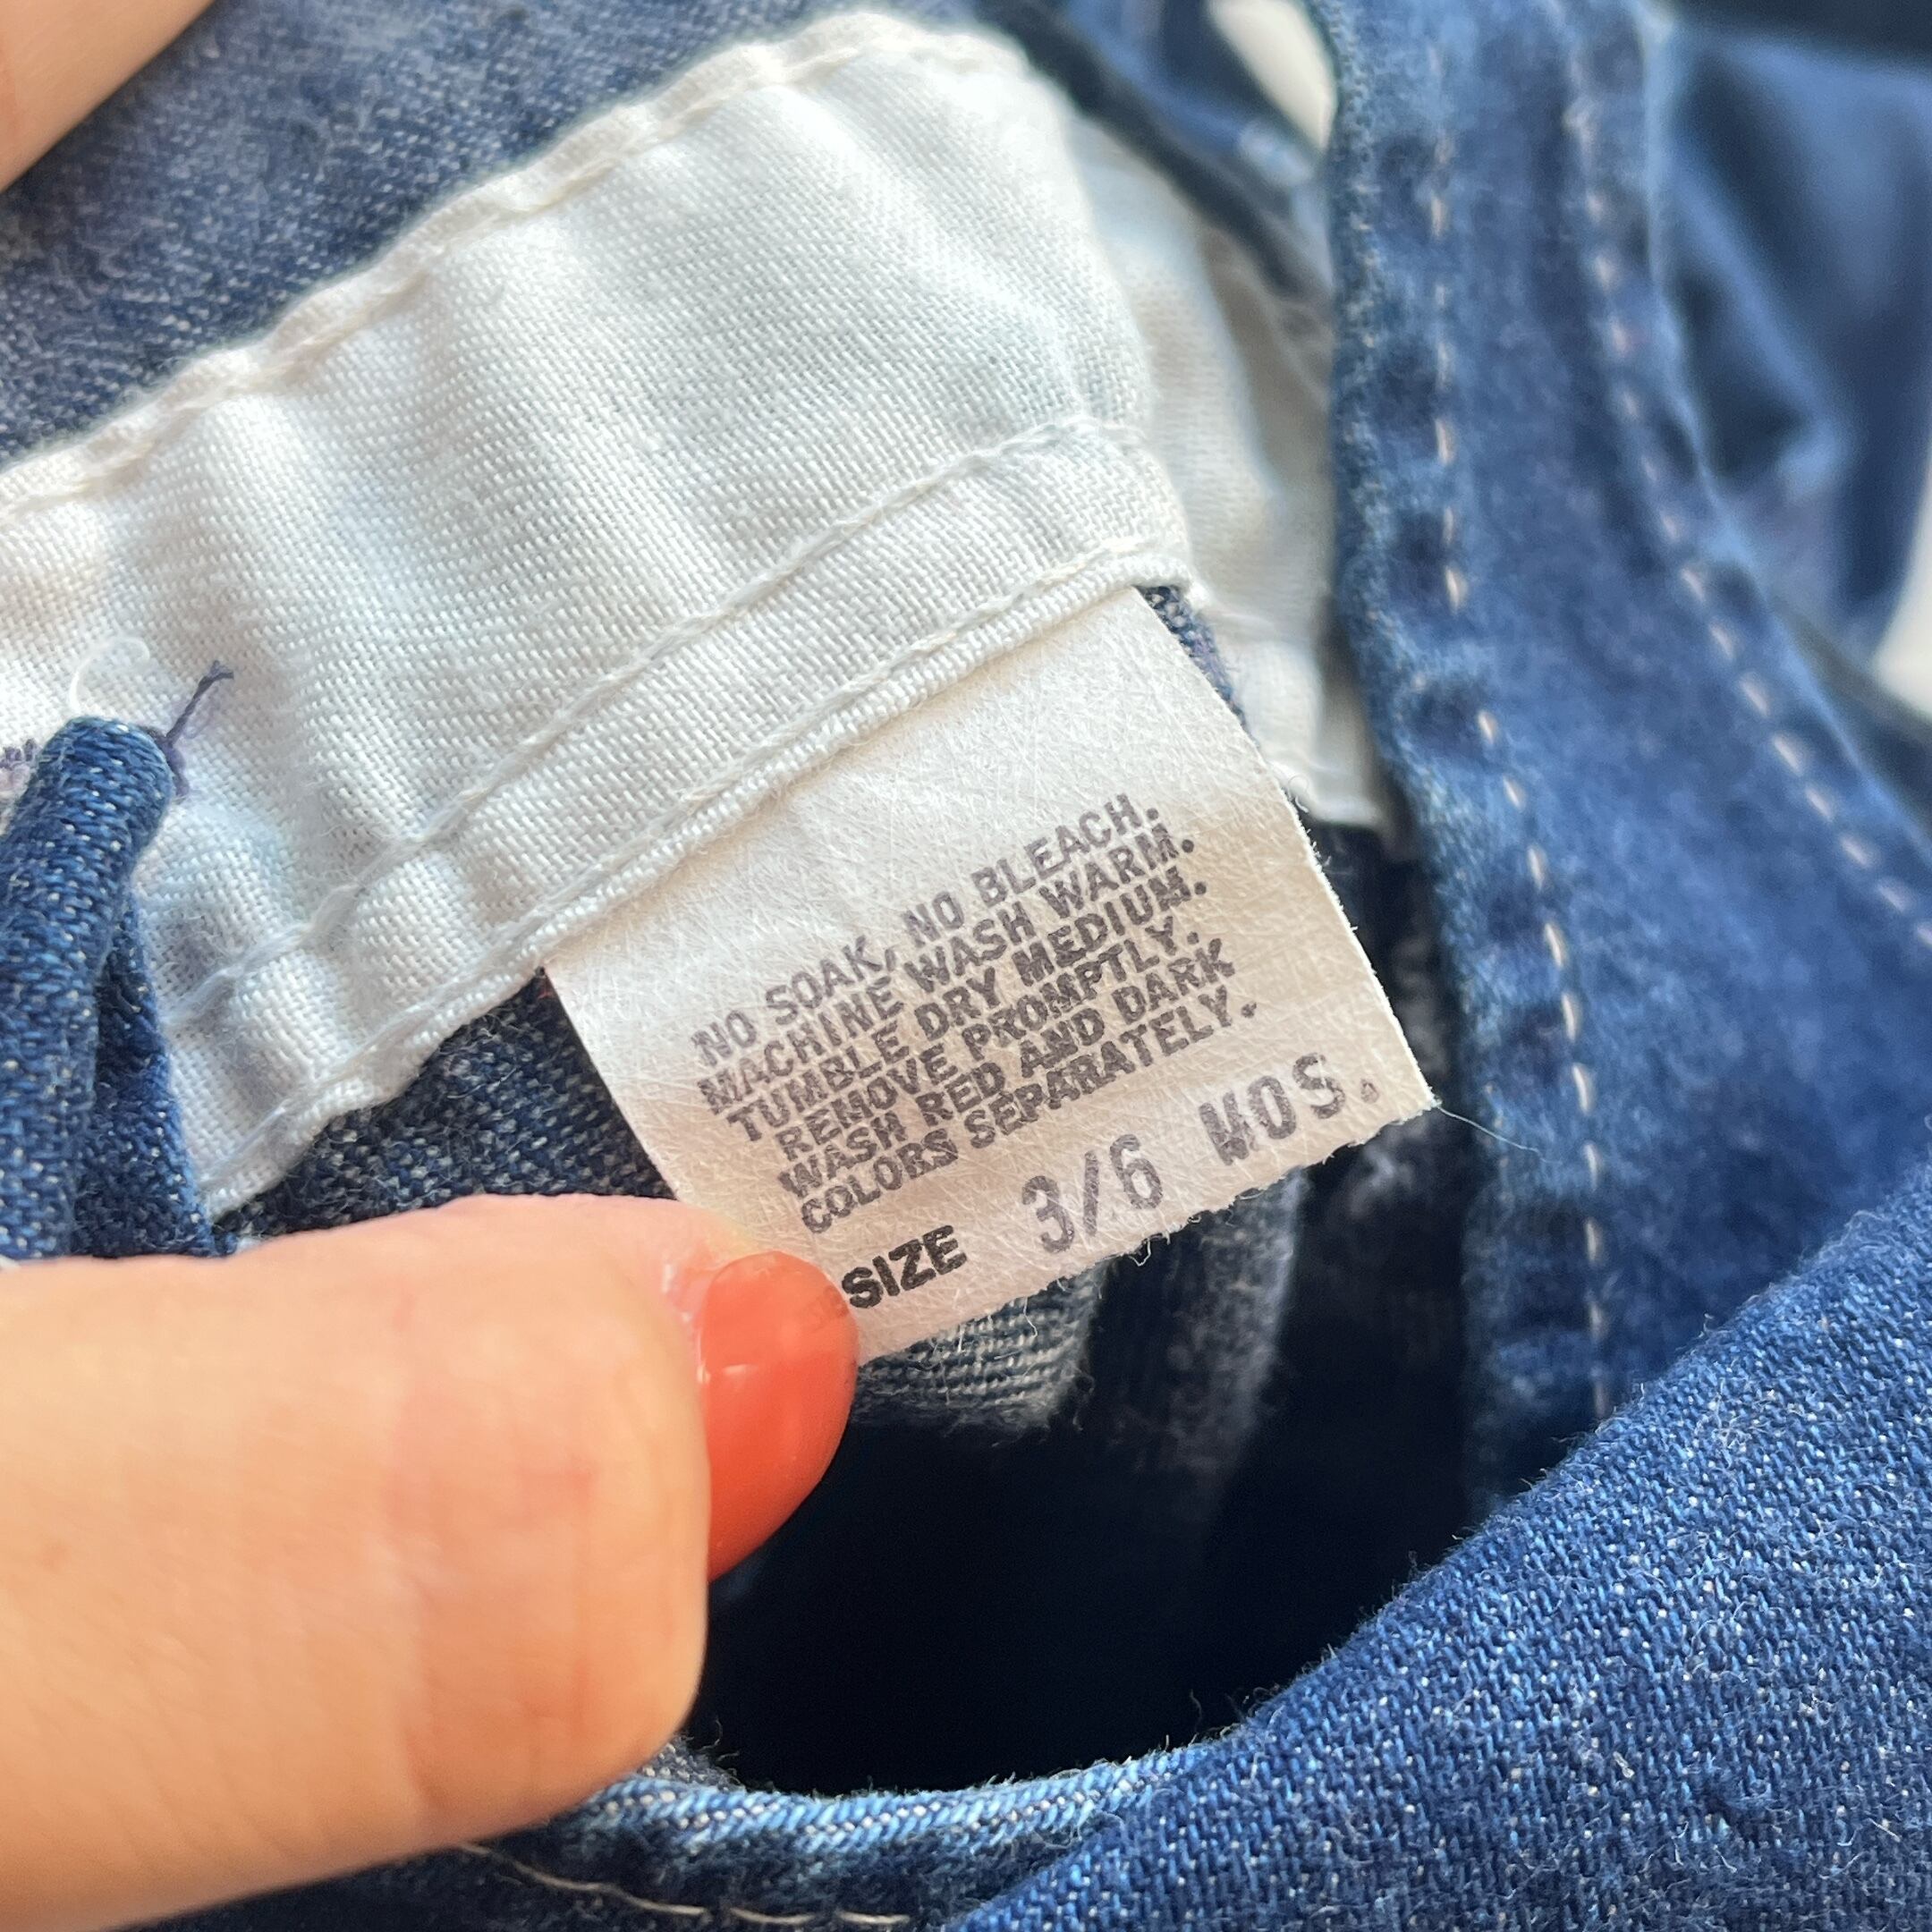 NO SOAK, NO BLEACH.
MACHINE WASH WARM.
TUMBLE DRY MEDIUM.
REMOVE PROMPTLY.
WASH RED AND DARK
COLORS SEPARATELY.
SIZE 3/6 MOS.